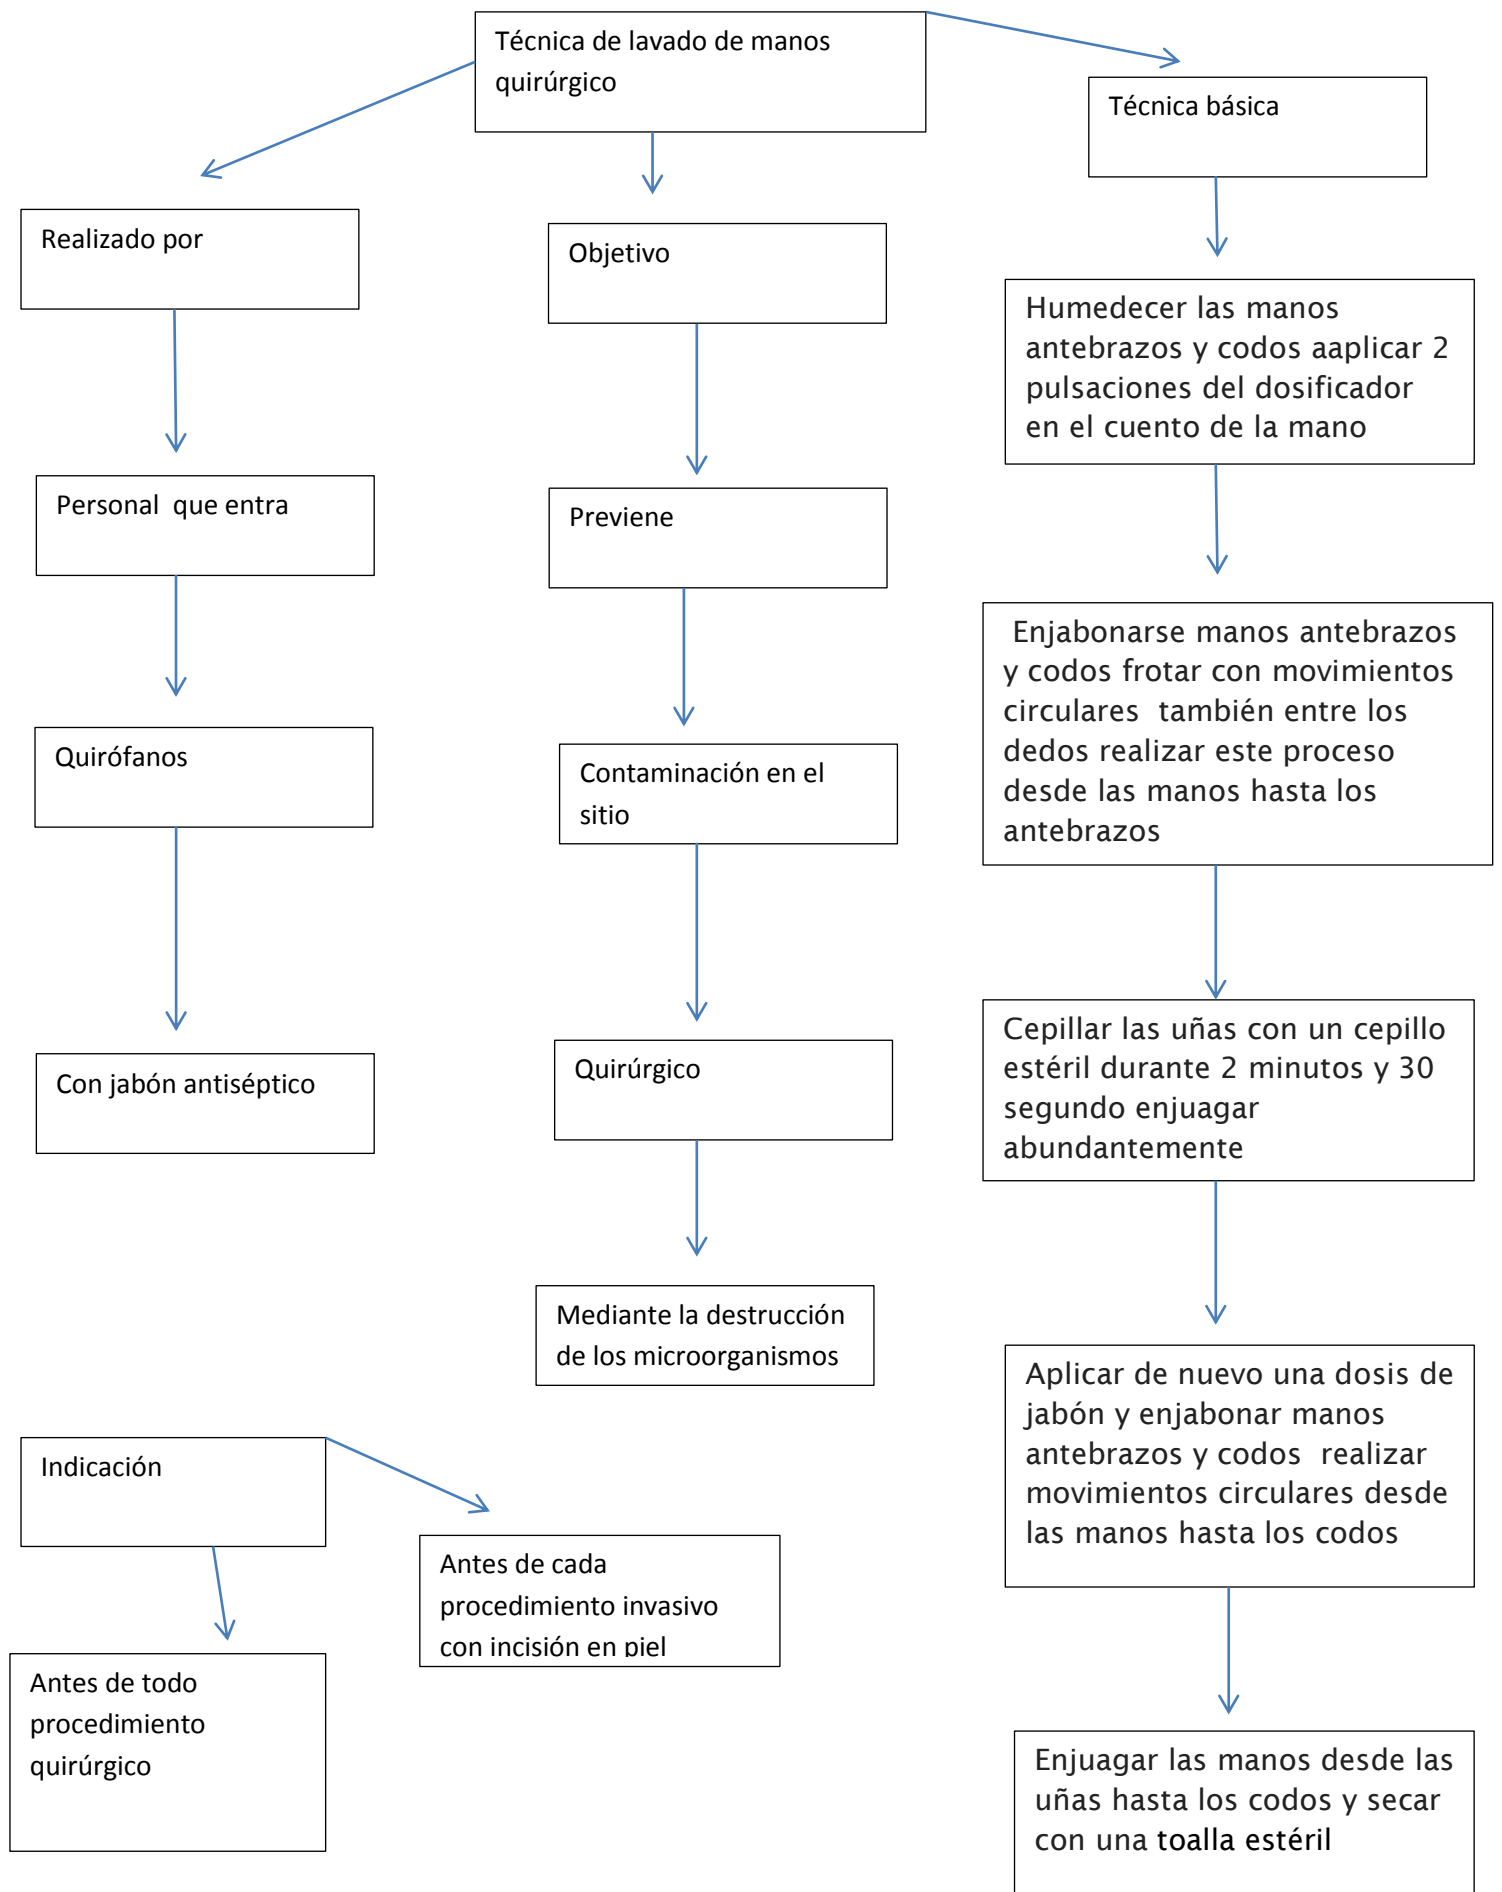 Técnica de lavado de manos
quirúrgico
Técnica básica
Realizado por
Objetivo
Humedecer las manos
antebrazos y codos aaplicar 2
pulsaciones del dosificador
en el cuento de la mano
Personal  que entra
Previene
Enjabonarse manos antebrazos
y codos frotar con movimientos
circulares  también entre los
dedos realizar este proceso
desde las manos hasta los
antebrazos
Quirófanos
Contaminación en el
sitio
Cepillar las uñas con un cepillo
estéril durante 2 minutos y 30
segundo enjuagar
abundantemente
Con jabón antiséptico
Quirúrgico
Mediante la destrucción
de los microorganismos
Aplicar de nuevo una dosis de
jabón y enjabonar manos
antebrazos y codos  realizar
movimientos circulares desde
las manos hasta los codos
Indicación
Antes de cada
procedimiento invasivo
con incisión en piel
Antes de todo
procedimiento
quirúrgico
Enjuagar las manos desde las
uñas hasta los codos y secar
con una toalla estéril